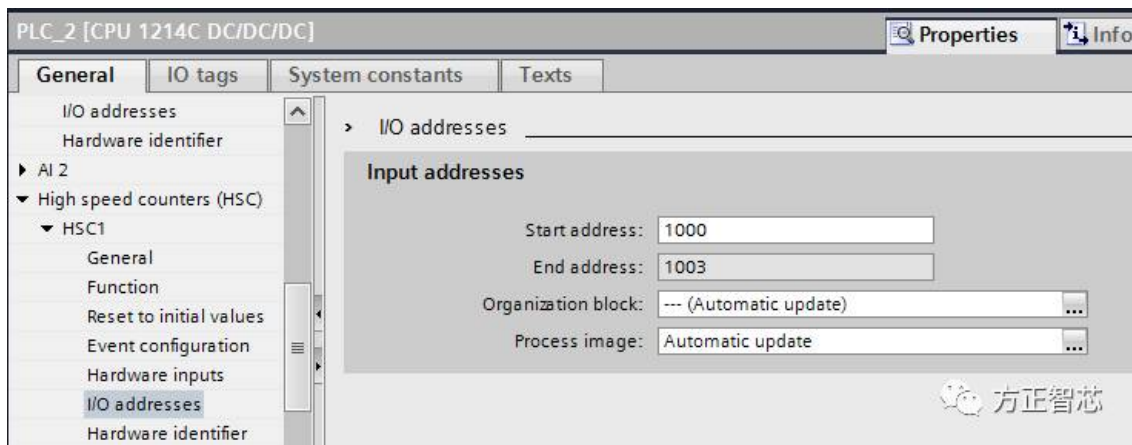 PLC_2 [CPU 1214C DC/DC/DC]
Properties
Info
General
IO tags
System constants
Texts
I/O addresses
Hardware identifier
AI 2
High speed counters (HSC)
HSC1
General
Function
Reset to initial values
Event configuration
Hardware inputs
I/O addresses
Hardware identifier
I/O addresses
Input addresses
Start address: 1000
End address: 1003
Organization block: --- (Automatic update) ...
Process image: Automatic update ...
方正智芯